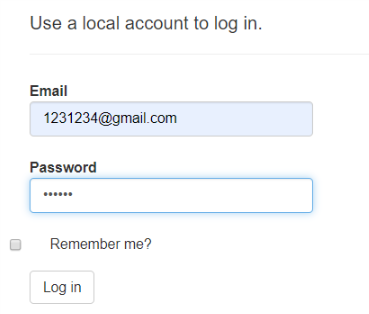 Use a local account to log in.
Email
1231234@gmail.com
Password
••••••
Remember me?
Log in